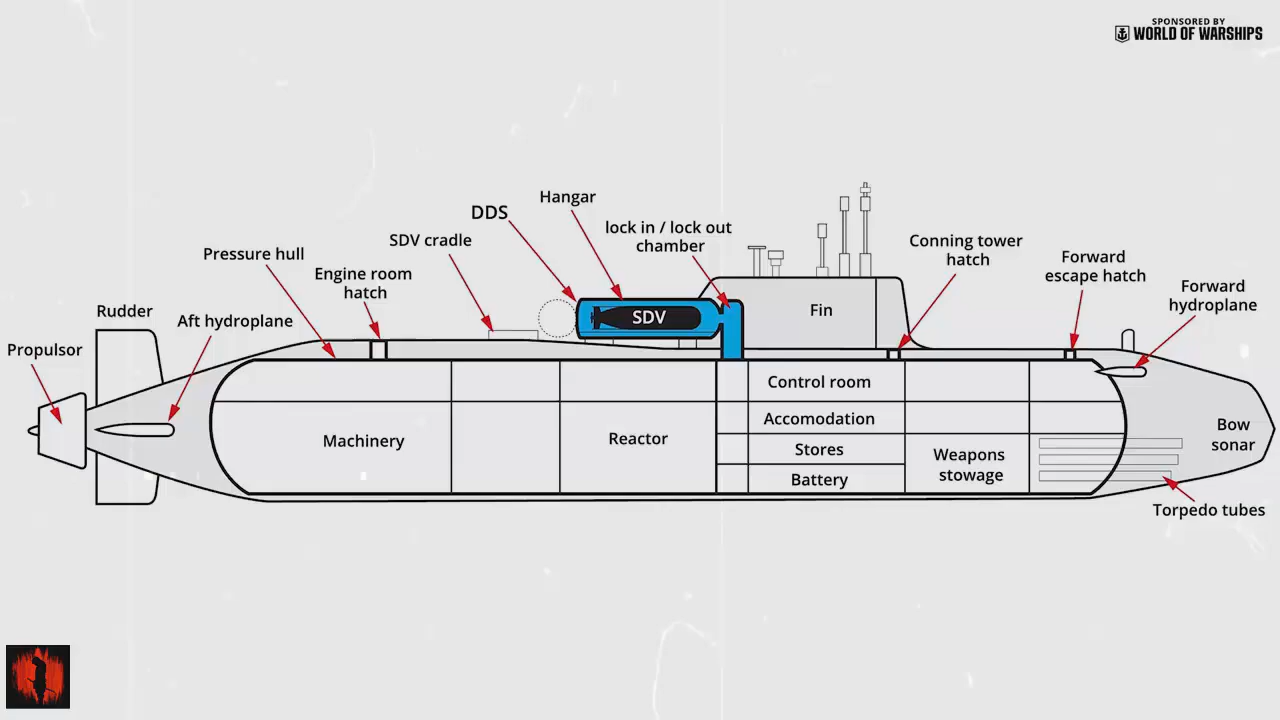 SPONSORED BY
WORLD OF WARSHIPS
Hangar
DDS
lock in / lock out
chamber
SDV cradle
Conning tower
hatch
Pressure hull
Forward
escape hatch
Engine room
hatch
Forward
hydroplane
Rudder
Aft hydroplane
SDV
Fin
Propulsor
Control room
Accomodation
Machinery
Reactor
Stores
Battery
Weapons
stowage
Bow
sonar
Torpedo tubes